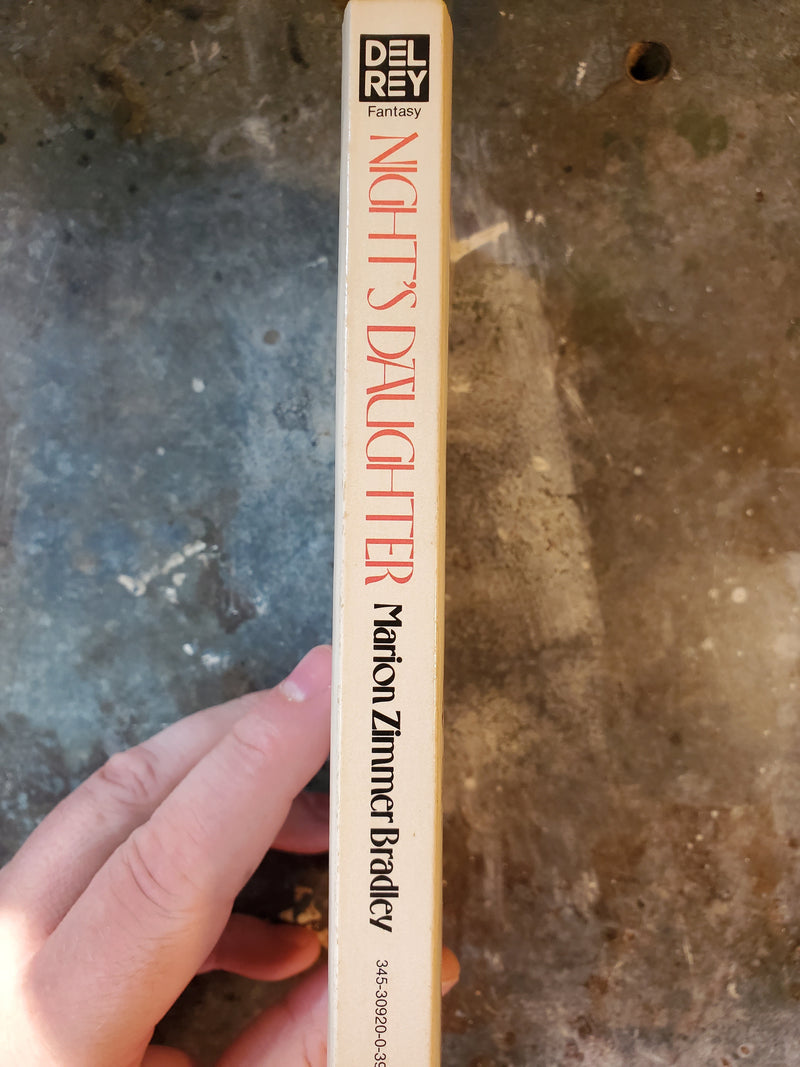 DEL
REY
Fantasy
NIGHT'S DAUGHTER
Marion Zimmer Bradley
345-30920-0-39